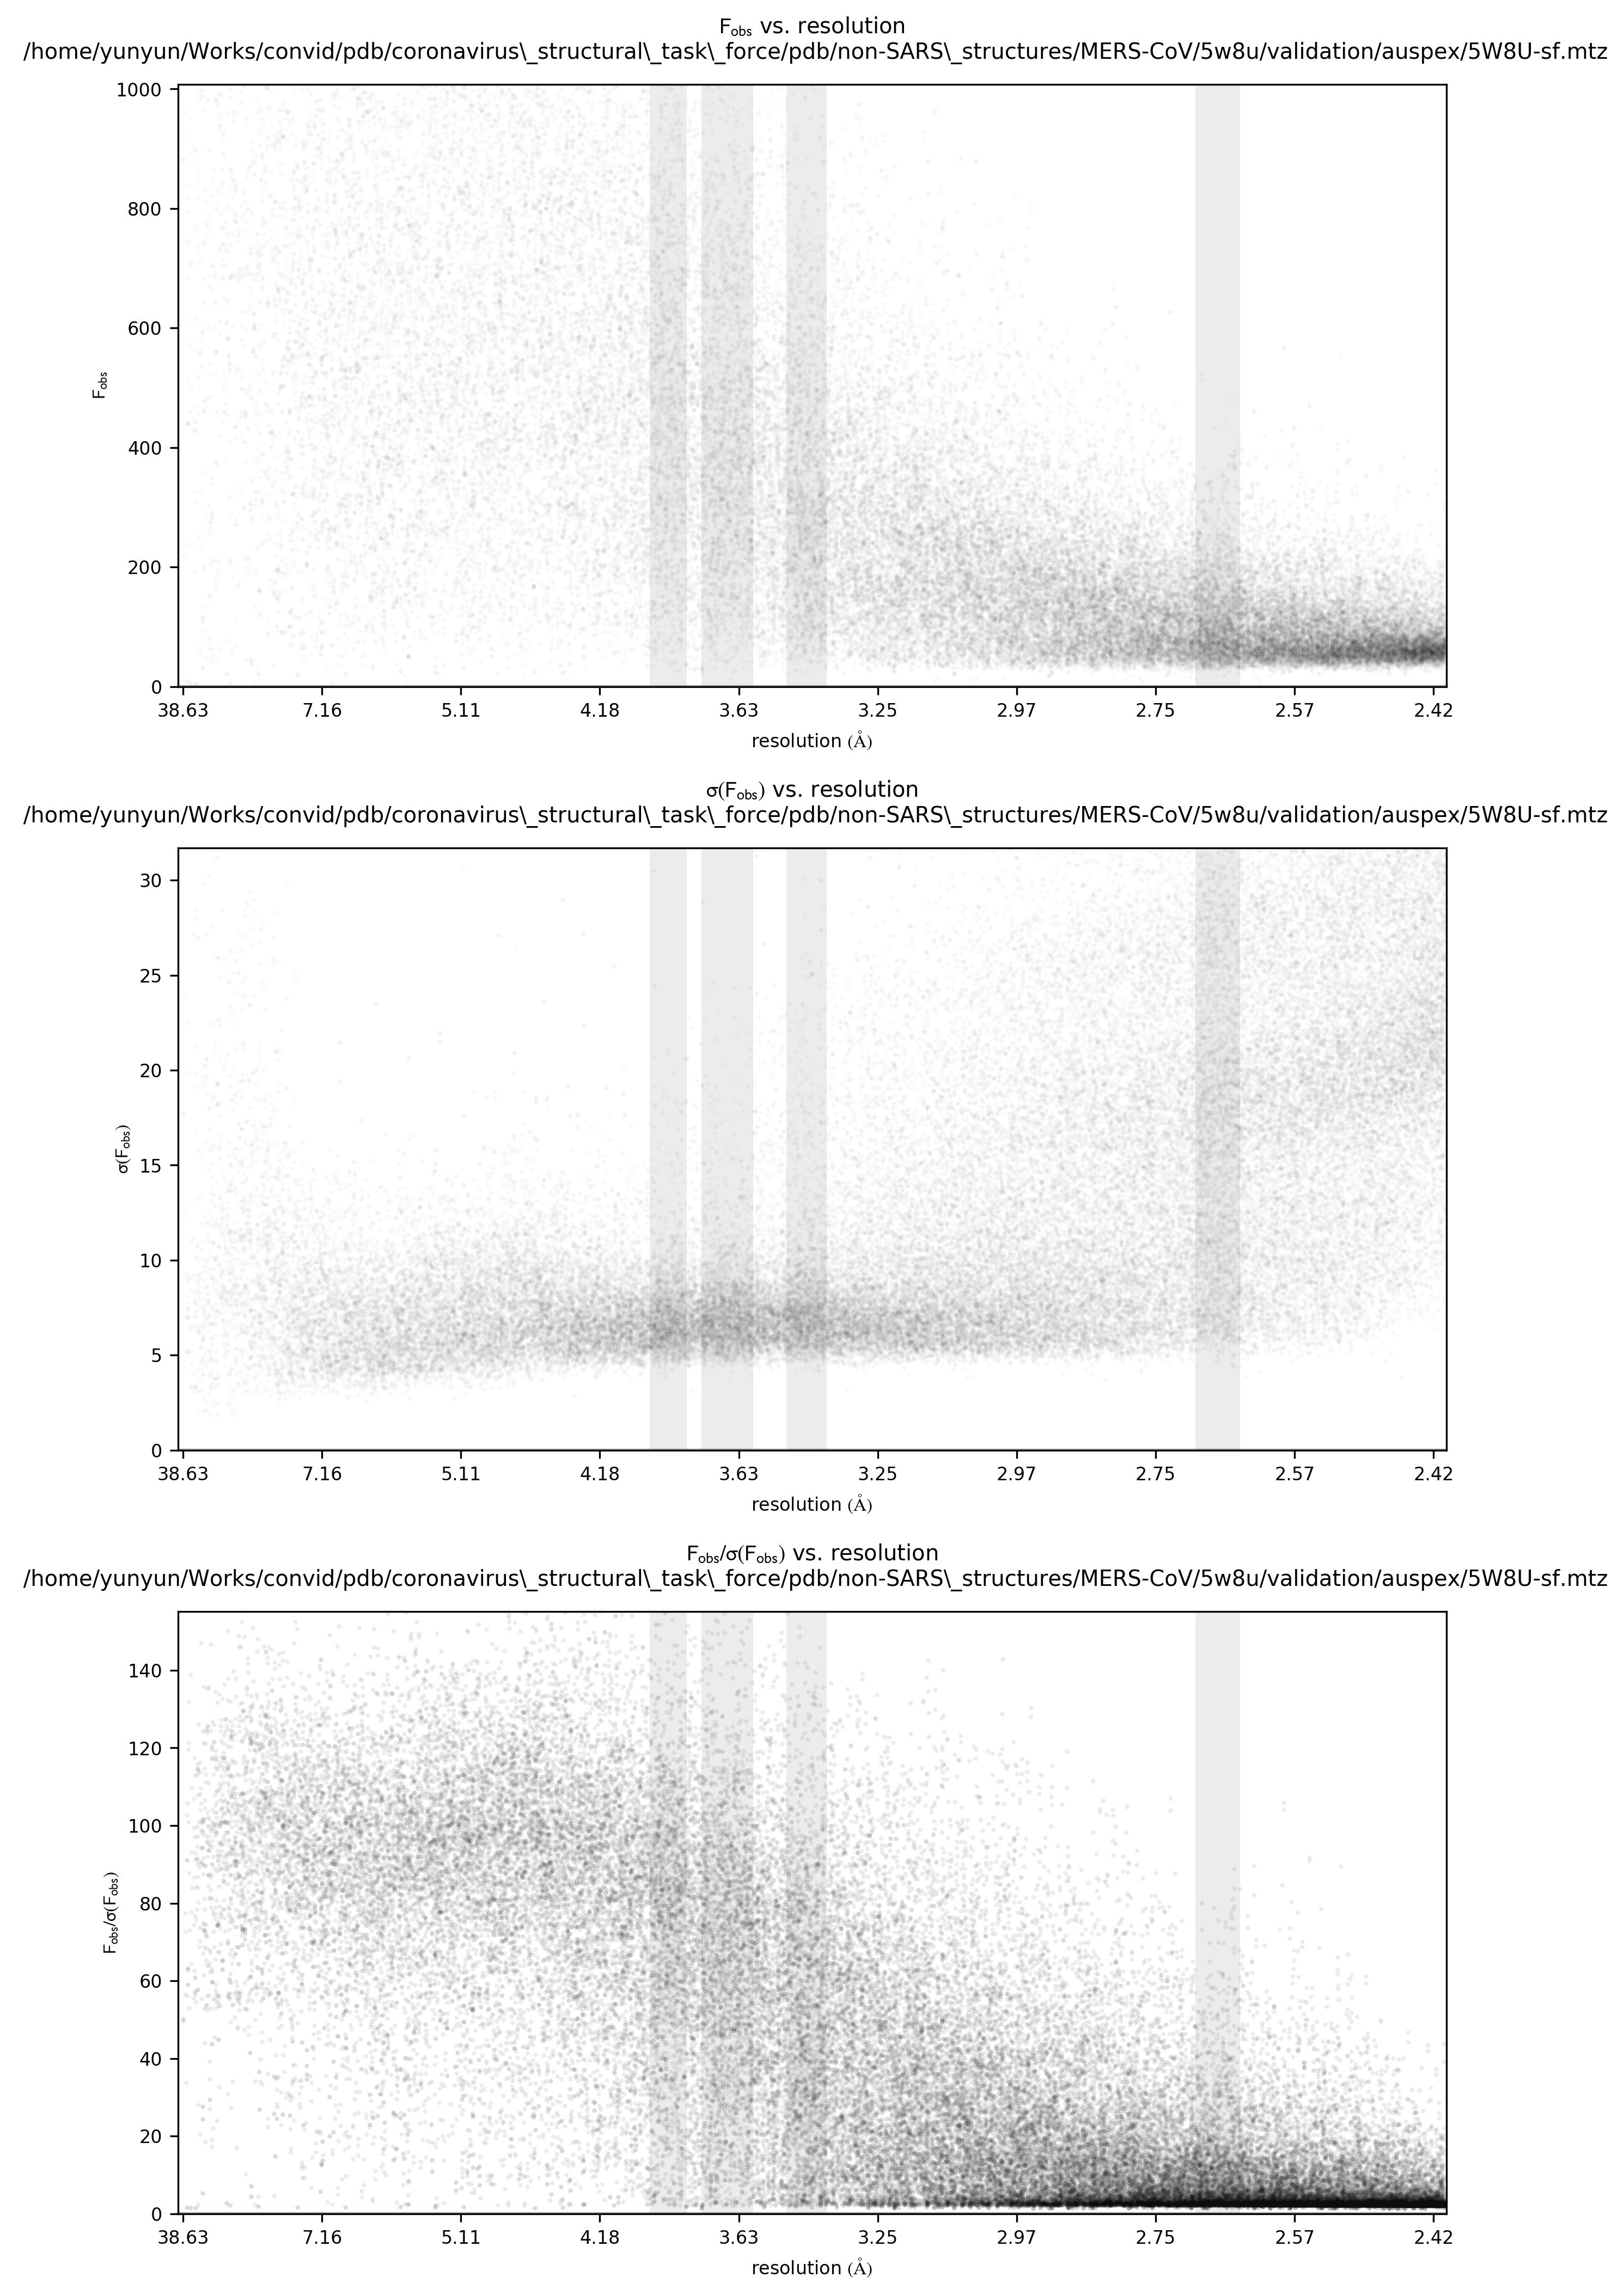 Fobs vs. resolution
/home/yunyun/Works/convid/pdb/coronavirus\_structural\_task\_force/pdb/non-SARS\_structures/MERS-CoV/5w8u/validation/auspex/5W8U-sf.mtz
1000
800
600
400
200
0
Fobs
38.63 7.16 5.11 4.18 3.63 3.25 2.97 2.75 2.57 2.42
resolution (Å)
σ(Fobs) vs. resolution
/home/yunyun/Works/convid/pdb/coronavirus\_structural\_task\_force/pdb/non-SARS\_structures/MERS-CoV/5w8u/validation/auspex/5W8U-sf.mtz
30
25
20
15
10
5
0
σ(Fobs)
38.63 7.16 5.11 4.18 3.63 3.25 2.97 2.75 2.57 2.42
resolution (Å)
Fobs/σ(Fobs) vs. resolution
/home/yunyun/Works/convid/pdb/coronavirus\_structural\_task\_force/pdb/non-SARS\_structures/MERS-CoV/5w8u/validation/auspex/5W8U-sf.mtz
140
120
100
80
60
40
20
0
Fobs/σ(Fobs)
38.63 7.16 5.11 4.18 3.63 3.25 2.97 2.75 2.57 2.42
resolution (Å)